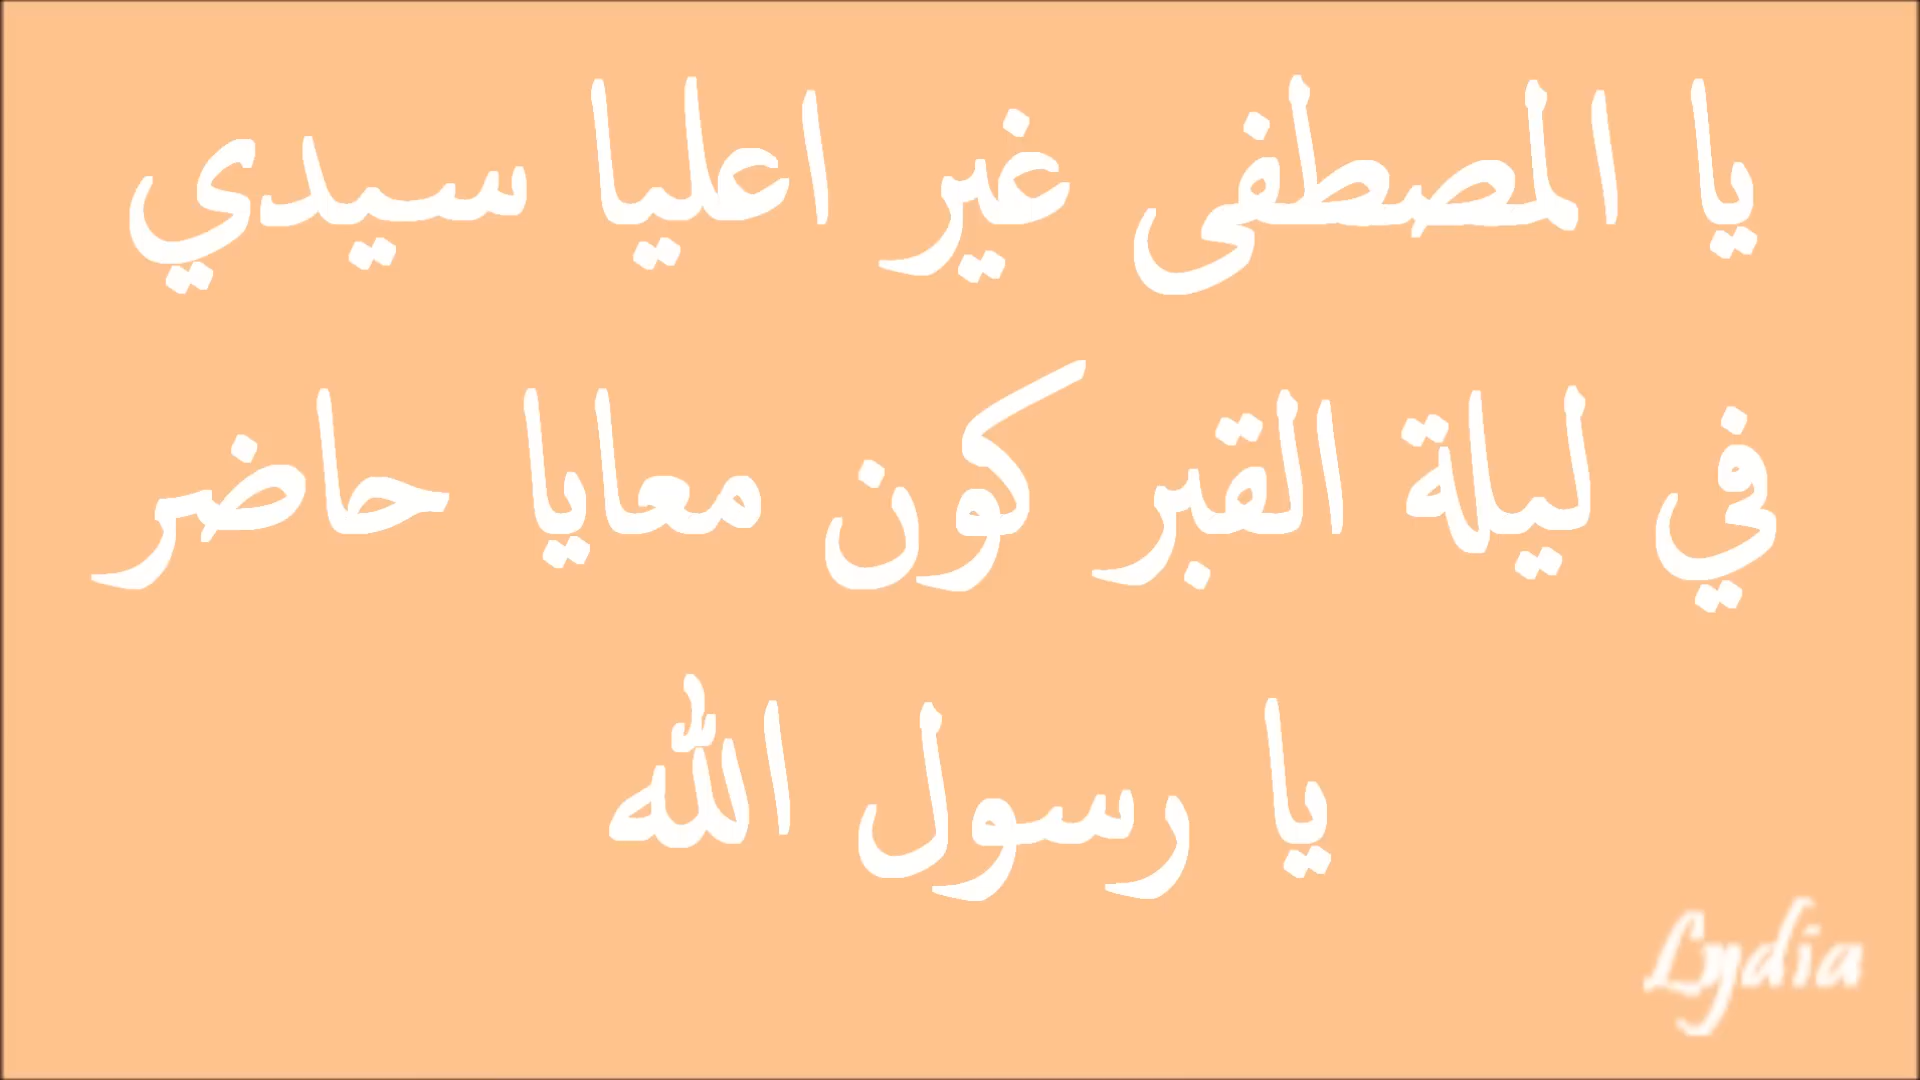 يا المصطفى غير اعليا سيدي
في ليلة القبر كون معايا حاضر
يا رسول الله
Lydia